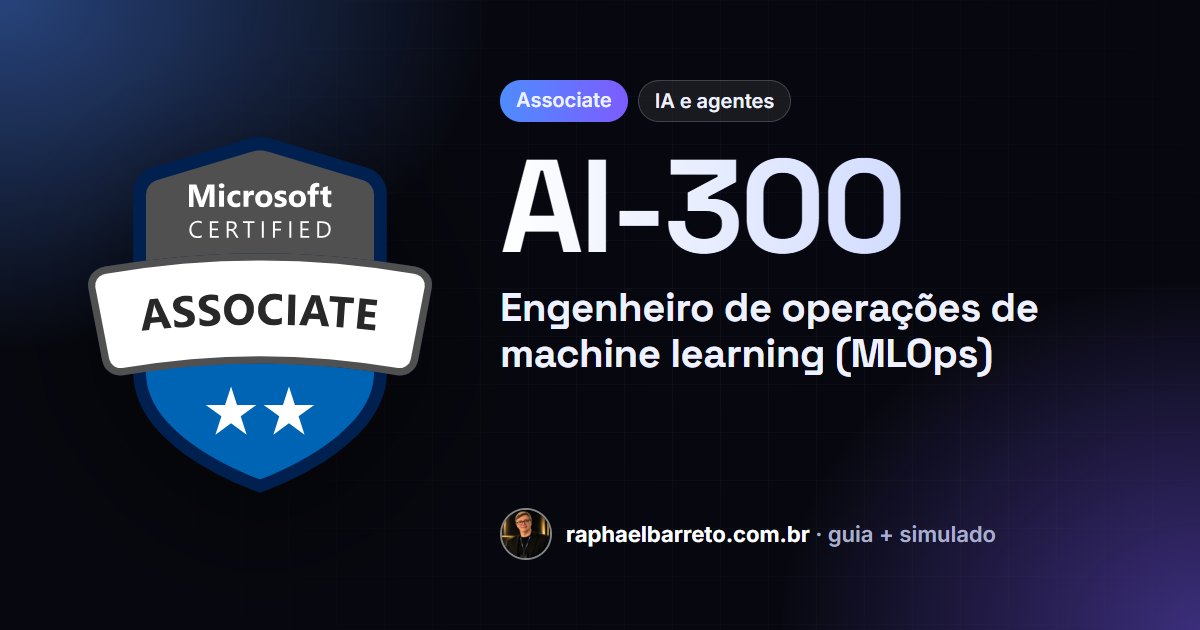 Associate
IA e agentes
Microsoft
CERTIFIED
ASSOCIATE
AI-300
Engenheiro de operações de
machine learning (MLOps)
raphaelbarreto.com.br · guia + simulado